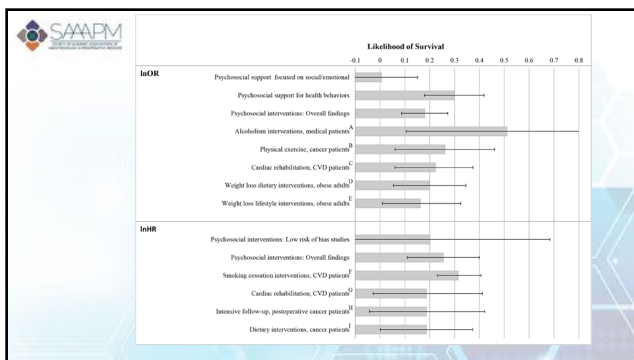 SAAAPM
Likelihood of Survival
-0.1 0 0.1 0.2 0.3 0.4 0.5 0.6 0.7 0.8
lnOR
Psychosocial support focused on social/emotional
Psychosocial support for health behaviors
Psychosocial interventions: Overall findings
Alcoholism interventions, medical patients A
Physical exercise, cancer patients B
Cardiac rehabilitation, CVD patients C
Weight loss dietary interventions, obese adults D
Weight loss lifestyle interventions, obese adults E
lnHR
Psychosocial interventions: Low risk of bias studies
Psychosocial interventions: Overall findings
Smoking cessation interventions, CVD patients F
Cardiac rehabilitation, CVD patients G
Intensive follow-up, postoperative cancer patients H
Dietary interventions, cancer patients I